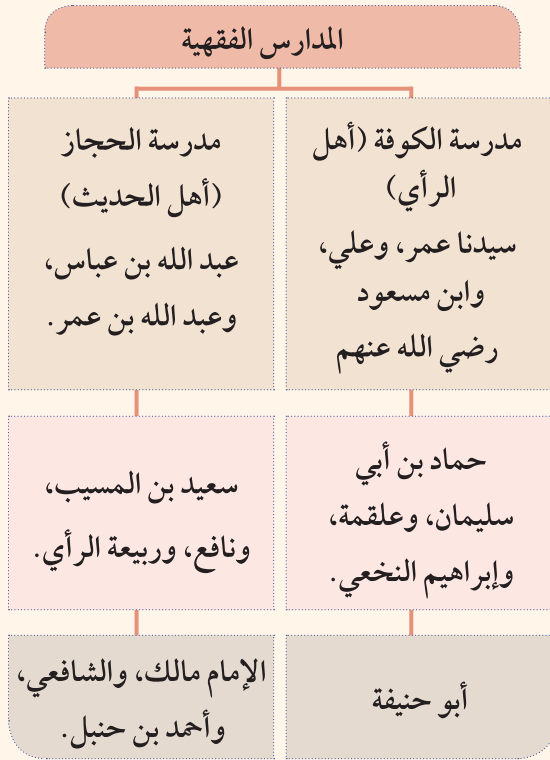 المدارس الفقهية
مدرسة الكوفة (أهل
الرأي)
سيدنا عمر، وعلي،
وابن مسعود
رضي الله عنهم
مدرسة الحجاز
(أهل الحديث)
عبد الله بن عباس،
وعبد الله بن عمر.
حماد بن أبي
سليمان، وعلقمة،
وإبراهيم النخعي.
سعيد بن المسيب،
ونافع، وربيعة الرأي.
أبو حنيفة
الإمام مالك، والشافعي،
وأحمد بن حنبل.